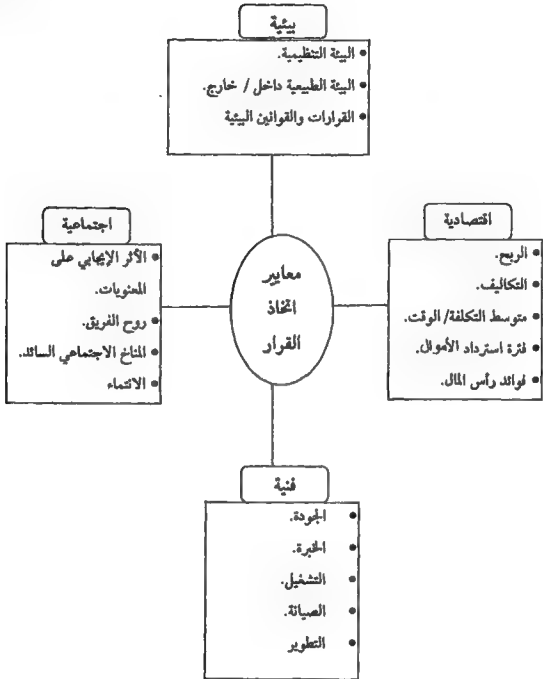 بيئية
• البيئة التنظيمية.
• البيئة الطبيعية داخل / خارج.
• القرارات والقوانين البيئية
اقتصادية
• الربح.
• التكاليف.
• متوسط التكلفة/ الوقت.
• فترة استرداد الأموال.
• فوائد رأس المال.
معايير
اتخاذ
القرار
اجتماعية
• الأثر الإيجابي على
المعنويات.
• روح الفريق.
• المناخ الاجتماعي السائد.
• الانتماء
فنية
• الجودة.
• الخبرة.
• التشغيل.
• الصيانة.
• التطوير